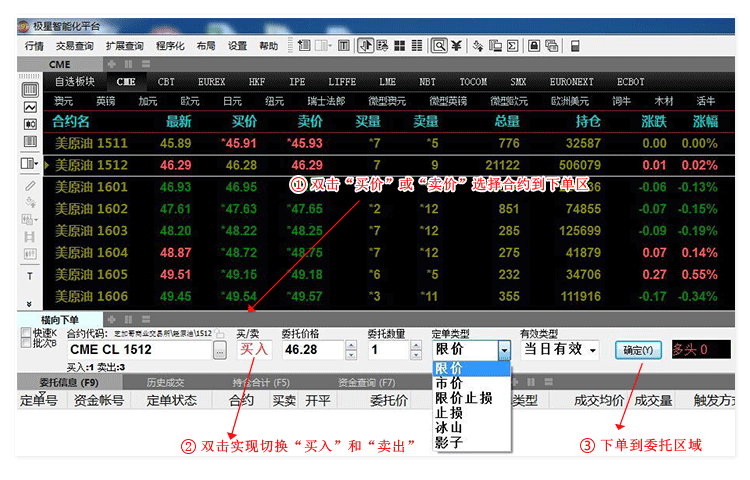 极星智能化平台
行情 交易查询 扩展查询 程序化 布局 设置 帮助
CME
自选板块 CME CBT EUREX HKF IPE LIFFE LME NBT TOCOM SMX EURONEXT ECBOT
澳元 英镑 加元 欧元 日元 纽元 瑞士法郎 微型澳元 微型英镑 微型欧元 欧洲美元 饲牛 木材 活牛
合约名 最新 买价 卖价 买量 卖量 总量 持仓 涨跌 涨幅
美原油 1511 45.89 *45.91 *45.93 *7 *5 776 32587 0.00 0.00%
美原油 1512 46.29 46.28 46.29 7 9 21122 506079 0.01 0.02%
① 双击“买价”或“卖价”选择合约到下单区
美原油 1601 46.93 *46.95 -0.06 -0.13%
美原油 1602 47.61 *47.63 *47.65 *2 *12 851 74855 -0.07 -0.15%
美原油 1603 48.20 *48.22 *48.25 *7 *12 285 125699 -0.09 -0.19%
美原油 1604 48.87 *48.72 *48.75 *7 *12 275 41879 0.07 0.14%
美原油 1605 49.51 *49.15 *49.18 *6 *5 232 34706 0.27 0.55%
美原油 1606 49.45 *49.54 *49.57 *3 *11 355 111916 -0.17 -0.34%
横向下单
快速K 合约代码: 芝加哥商业交易所\轻原油\1512 买/卖 委托价格 委托数量 定单类型 有效类型
批次B
CME CL 1512 ... 买入 46.28 1 限价 当日有效 确定(Y) 多头 0
买入:1 卖出:3
限价
市价
限价止损
止损
冰山
影子
委托信息 (F9) 历史成交 持仓合计 (F5) 资金查询 (F7)
定单号 资金帐号 定单状态 合约 买卖 开平 委托价 类型 成交均价 成交量 触发方式
② 双击实现切换“买入”和“卖出”
③ 下单到委托区域
T